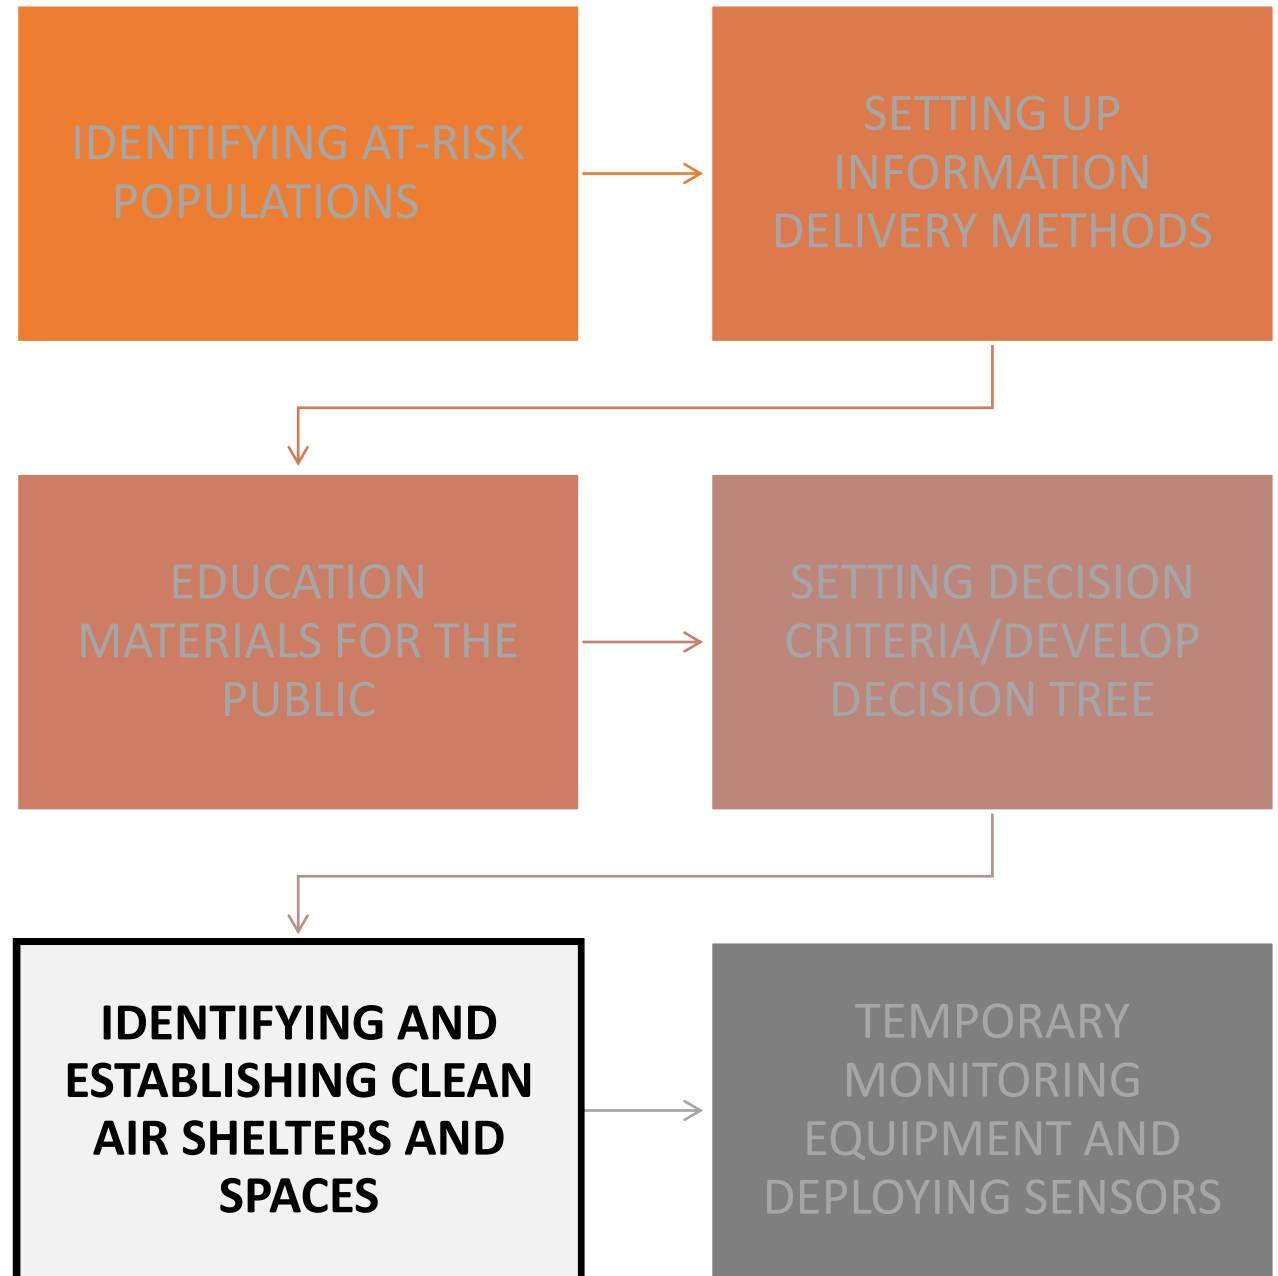 IDENTIFYING AT-RISK
POPULATIONS
SETTING UP
INFORMATION
DELIVERY METHODS
EDUCATION
MATERIALS FOR THE
PUBLIC
SETTING DECISION
CRITERIA/DEVELOP
DECISION TREE
IDENTIFYING AND
ESTABLISHING CLEAN
AIR SHELTERS AND
SPACES
TEMPORARY
MONITORING
EQUIPMENT AND
DEPLOYING SENSORS